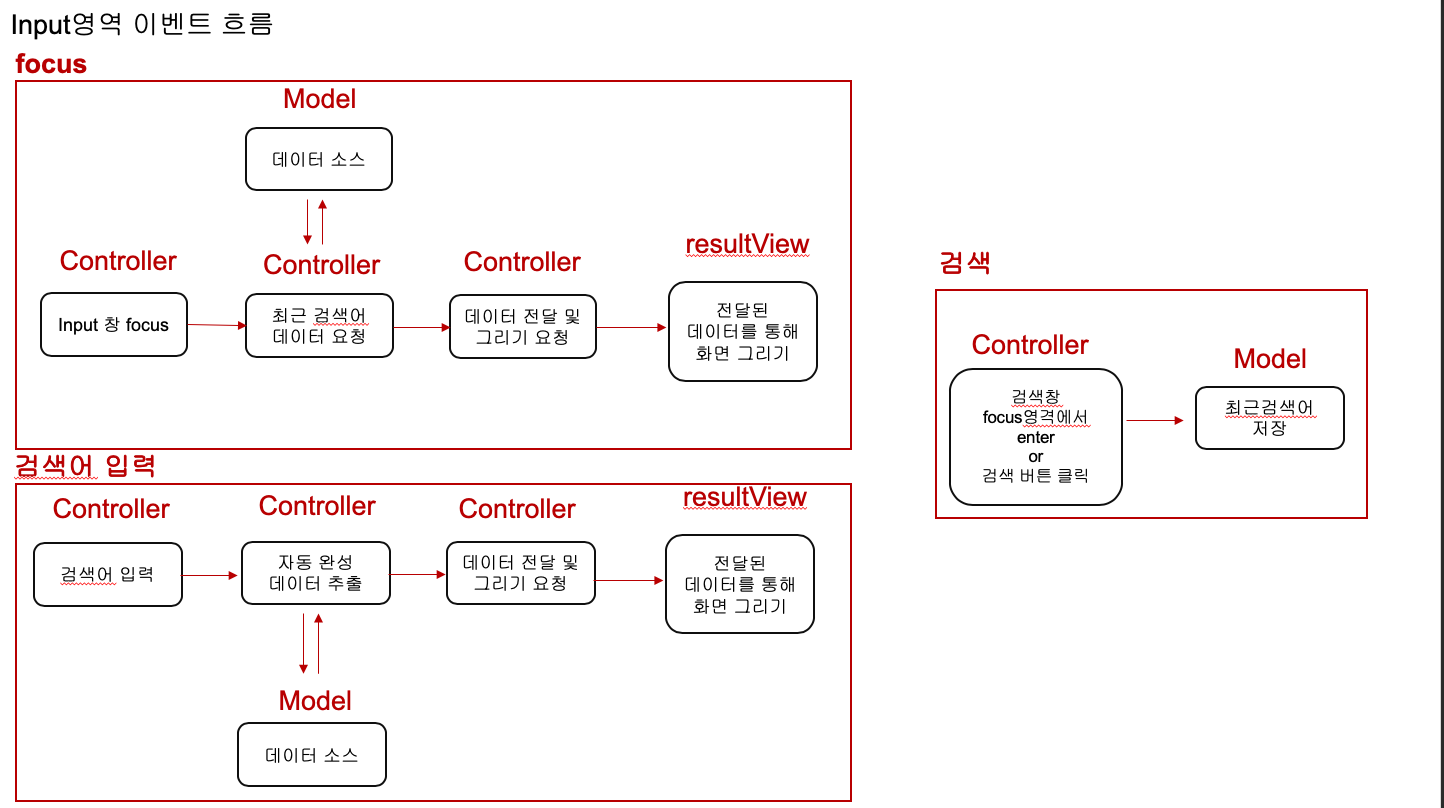 Input영역 이벤트 흐름
focus
Model
데이터 소스
Controller
Controller
Controller
resultView
Input 창 focus
최근 검색어
데이터 요청
데이터 전달 및
그리기 요청
전달된
데이터를 통해
화면 그리기
검색어 입력
Controller
Controller
Controller
resultView
검색어 입력
자동 완성
데이터 추출
데이터 전달 및
그리기 요청
전달된
데이터를 통해
화면 그리기
Model
데이터 소스
검색
Controller
Model
검색창
focus영격에서
enter
or
검색 버튼 클릭
최근검색어
저장